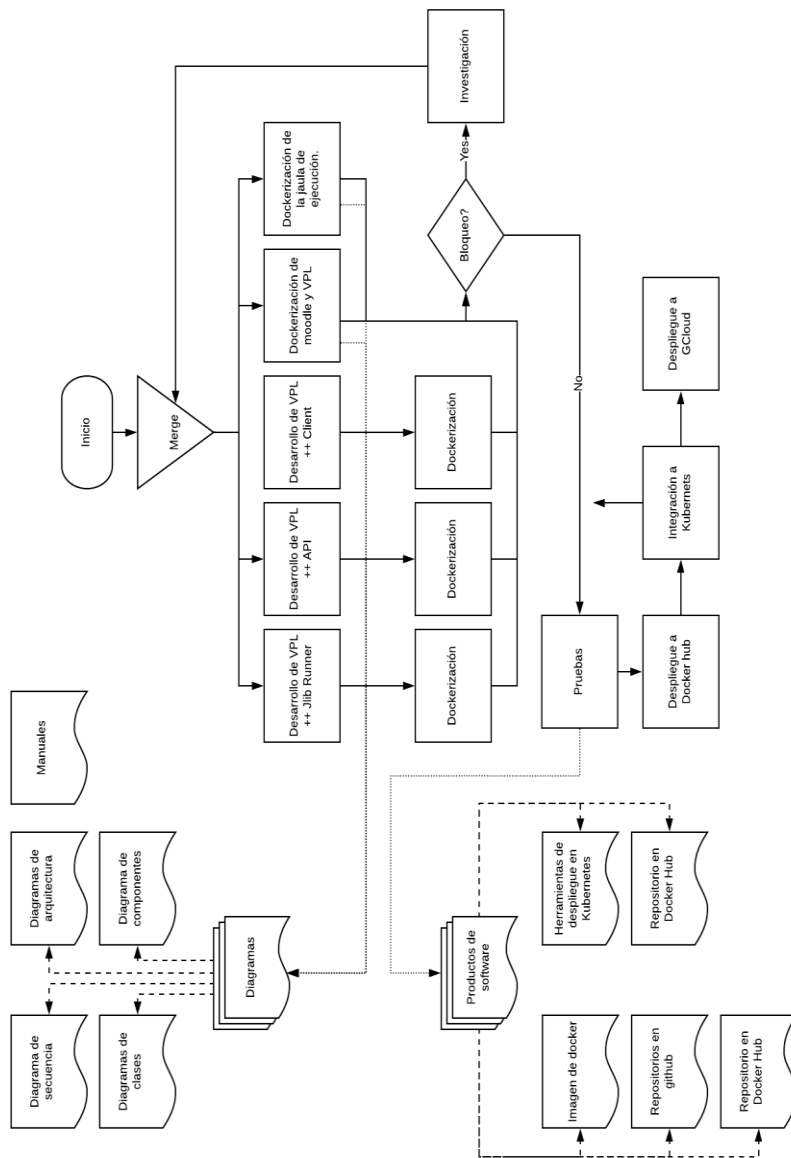 Inicio
Merge
Desarrollo de VPL
++ Jlib Runner
Desarrollo de VPL
++ API
Desarrollo de VPL
++ Client
Dockerización de
moodle y VPL
Dockerización de
la jaula de
ejecución.
Dockerización
Dockerización
Dockerización
Bloqueo?
Yes
Investigación
No
Pruebas
Despliegue a
Docker hub
Integración a
Kubernets
Despliegue a
GCloud
Manuales
Diagrama de
secuencia
Diagramas de
arquitectura
Diagramas de
clases
Diagrama de
componentes
Diagramas
Productos de
software
Imagen de docker
Repositorios en
github
Repositorio en
Docker Hub
Herramientas de
despliegue en
Kubernetes
Repositorio en
Docker Hub